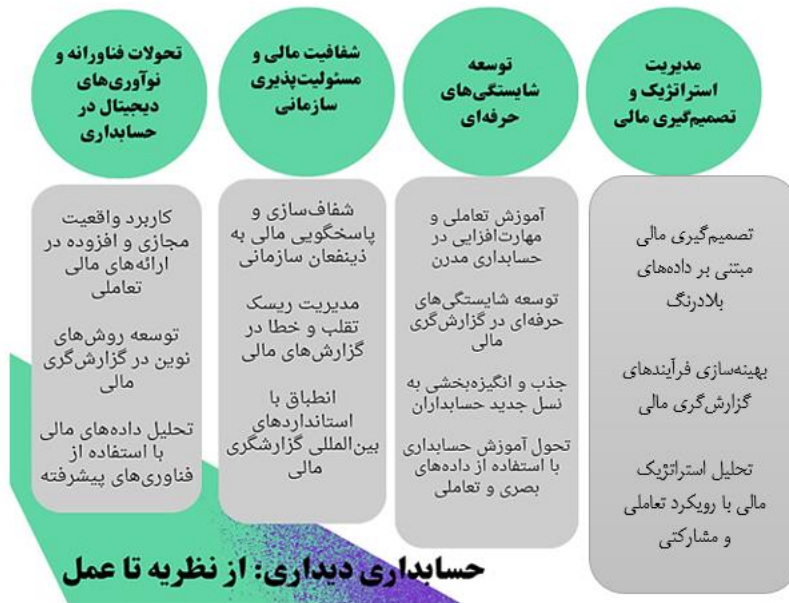 مدیریت
استراتژیک و
تصمیم‌گیری مالی
تصمیم‌گیری مالی
مبتنی بر داده‌های
بلادرنگ
بهینه‌سازی فرآیندهای
گزارش‌گری مالی
تحلیل استراتژیک
مالی با رویکرد تعاملی
و مشارکتی
توسعه
شایستگی‌های
حرفه‌ای
آموزش تعاملی و
مهارت‌افزایی در
حسابداری مدرن
توسعه شایستگی‌های
حرفه‌ای در گزارش‌گری
مالی
جذب و انگیزه‌بخشی به
نسل جدید حسابداران
تحول آموزش حسابداری
با استفاده از داده‌های
بصری و تعاملی
شفافیت مالی و
مسئولیت‌پذیری
سازمانی
شفاف‌سازی و
پاسخگویی مالی به
ذینفعان سازمانی
مدیریت ریسک
تقلب و خطا در
گزارش‌های مالی
انطباق با
استانداردهای
بین‌المللی گزارشگری
مالی
تحولات فناورانه و
نوآوری‌های
دیجیتال در
حسابداری
کاربرد واقعیت
مجازی و افزوده در
ارائه‌های مالی
تعاملی
توسعه روش‌های
نوین در گزارش‌گری
مالی
تحلیل داده‌های مالی
با استفاده از
فناوری‌های پیشرفته
حسابداری دیداری: از نظریه تا عمل